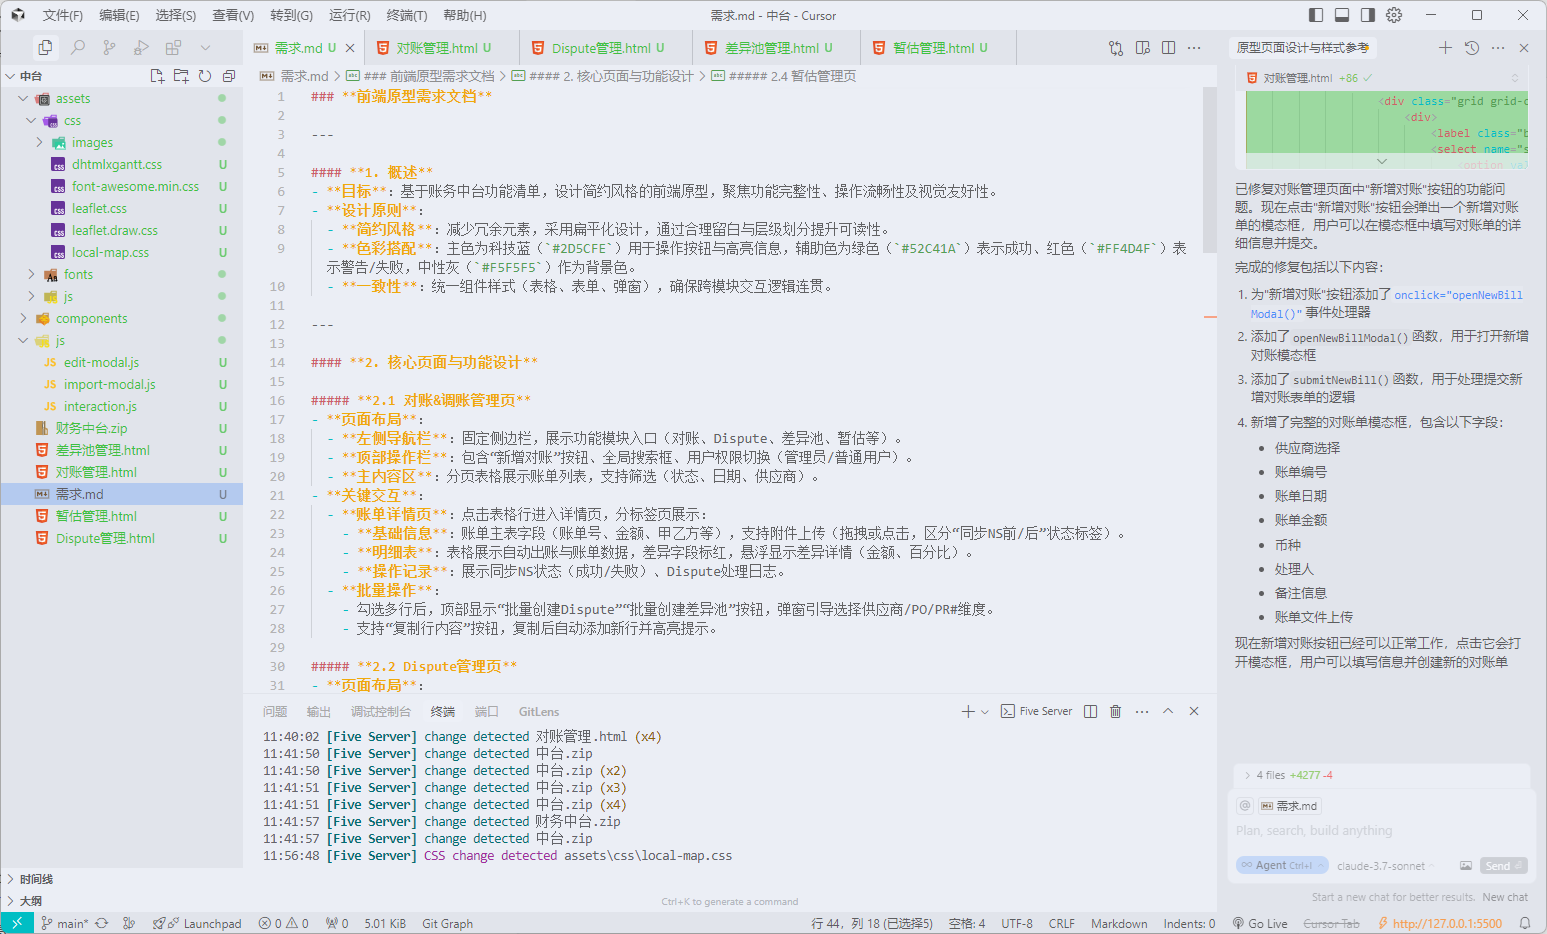 文件(F) 编辑(E) 选择(S) 查看(V) 转到(G) 运行(R) 终端(T) 帮助(H)
需求.md - 中台 - Cursor
需求.md U
对账管理.html U
Dispute管理.html U
差异池管理.html U
暂估管理.html U
原型页面设计与样式参考
中台
assets
css
images
dhtmlxgantt.css U
font-awesome.min.css U
leaflet.css U
leaflet.draw.css U
local-map.css U
fonts
js
components
js
JS edit-modal.js U
JS import-modal.js U
JS interaction.js U
财务中台.zip U
差异池管理.html U
对账管理.html U
需求.md U
暂估管理.html U
Dispute管理.html U
时间线
大纲
需求.md > ### 前端原型需求文档 > #### 2. 核心页面与功能设计 > ##### 2.4 暂估管理页
1 ### **前端原型需求文档**
2
3 ---
4
5 #### **1. 概述**
6 - **目标**：基于账务中台功能清单，设计简约风格的前端原型，聚焦功能完整性、操作流畅性及视觉友好性。
7 - **设计原则**：
8 - **简约风格**：减少冗余元素，采用扁平化设计，通过合理留白与层级划分提升可读性。
9 - **色彩搭配**：主色为科技蓝（`#2D5CFE`）用于操作按钮与高亮信息，辅助色为绿色（`#52C41A`）表示成功、红色（`#FF4D4F`）表
示警告/失败，中性灰（`#F5F5F5`）作为背景色。
10 - **一致性**：统一组件样式（表格、表单、弹窗），确保跨模块交互逻辑连贯。
11
12 ---
13
14 #### **2. 核心页面与功能设计**
15
16 ##### **2.1 对账&调账管理页**
17 - **页面布局**：
18 - **左侧导航栏**：固定侧边栏，展示功能模块入口（对账、Dispute、差异池、暂估等）。
19 - **顶部操作栏**：包含“新增对账”按钮、全局搜索框、用户权限切换（管理员/普通用户）。
20 - **主内容区**：分页表格展示账单列表，支持筛选（状态、日期、供应商）。
21 - **关键交互**：
22 - **账单详情页**：点击表格行进入详情页，分标签页展示：
23 - **基础信息**：账单主表字段（账单号、金额、甲乙方等），支持附件上传（拖拽或点击，区分“同步NS前/后”状态标签）。
24 - **明细表**：表格展示自动出账与账单数据，差异字段标红，悬浮显示差异详情（金额、百分比）。
25 - **操作记录**：展示同步NS状态（成功/失败）、Dispute处理日志。
26 - **批量操作**：
27 - 勾选多行后，顶部显示“批量创建Dispute”“批量创建差异池”按钮，弹窗引导选择供应商/PO/PR#维度。
28 - 支持“复制行内容”按钮，复制后自动添加新行并高亮提示。
29
30 ##### **2.2 Dispute管理页**
31 - **页面布局**：
问题 输出 调试控制台 终端 端口 GitLens
Five Server
11:40:02 [Five Server] change detected 对账管理.html (x4)
11:41:50 [Five Server] change detected 中台.zip
11:41:50 [Five Server] change detected 中台.zip (x2)
11:41:51 [Five Server] change detected 中台.zip (x3)
11:41:51 [Five Server] change detected 中台.zip (x4)
11:41:57 [Five Server] change detected 财务中台.zip
11:41:57 [Five Server] change detected 中台.zip
11:56:48 [Five Server] CSS change detected assets\css\local-map.css
Ctrl+K to generate a command
对账管理.html +86
<div class="grid grid-c
<div>
<label class="b
<select name="s
<option val
已修复对账管理页面中"新增对账"按钮的功能问
题。现在点击"新增对账"按钮会弹出一个新增对账
单的模态框，用户可以在模态框中填写对账单的详
细信息并提交。
完成的修复包括以下内容：
1. 为"新增对账"按钮添加了 onclick="openNewBill
Modal()" 事件处理器
2. 添加了 openNewBillModal() 函数，用于打开新增
对账模态框
3. 添加了 submitNewBill() 函数，用于处理提交新
增对账表单的逻辑
4. 新增了完整的对账单模态框，包含以下字段：
• 供应商选择
• 账单编号
• 账单日期
• 账单金额
• 币种
• 处理人
• 备注信息
• 账单文件上传
现在新增对账按钮已经可以正常工作，点击它会打
开模态框，用户可以填写信息并创建新的对账单
4 files +4277 -4
@ 需求.md
Plan, search, build anything
Agent Ctrl+I claude-3.7-sonnet Send
Start a new chat for better results. New chat
main* Launchpad 0 0 0 5.01 KiB Git Graph
行 44，列 18 (已选择5) 空格: 4 UTF-8 CRLF Markdown Indents: 0 Go Live Cursor Tab http://127.0.0.1:5500